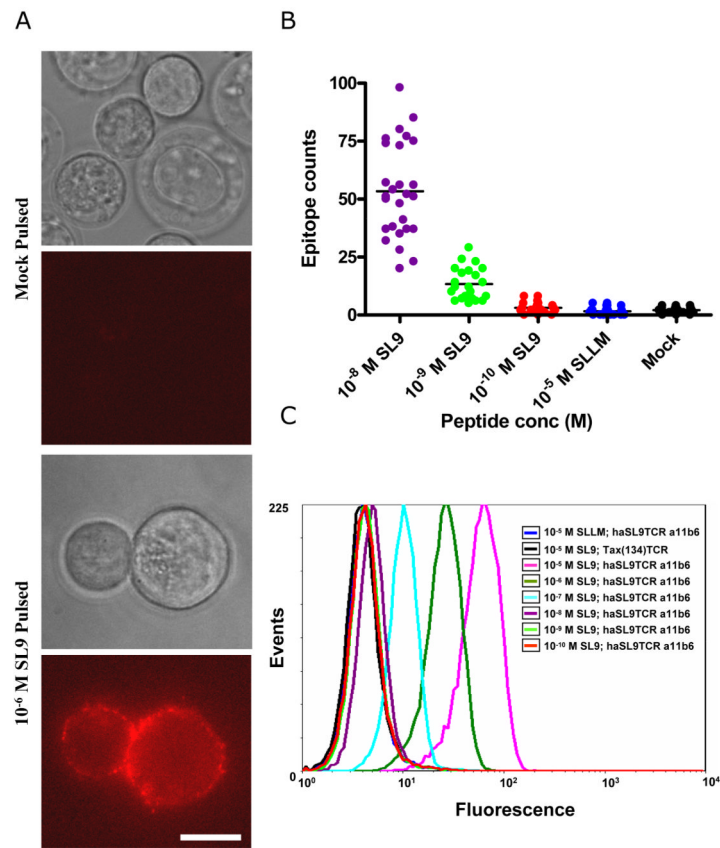 A
Mock Pulsed
10⁻⁶ M SL9 Pulsed
B
Epitope counts
100
75
50
25
0
10⁻⁸ M SL9
10⁻⁹ M SL9
10⁻¹⁰ M SL9
10⁻⁵ M SLLM
Mock
Peptide conc (M)
C
225
Events
0
10⁻⁵ M SLLM; haSL9TCR a11b6
10⁻⁵ M SL9; Tax(134)TCR
10⁻⁵ M SL9; haSL9TCR a11b6
10⁻⁶ M SL9; haSL9TCR a11b6
10⁻⁷ M SL9; haSL9TCR a11b6
10⁻⁸ M SL9; haSL9TCR a11b6
10⁻⁹ M SL9; haSL9TCR a11b6
10⁻¹⁰ M SL9; haSL9TCR a11b6
10⁰ 10¹ 10² 10³ 10⁴
Fluorescence